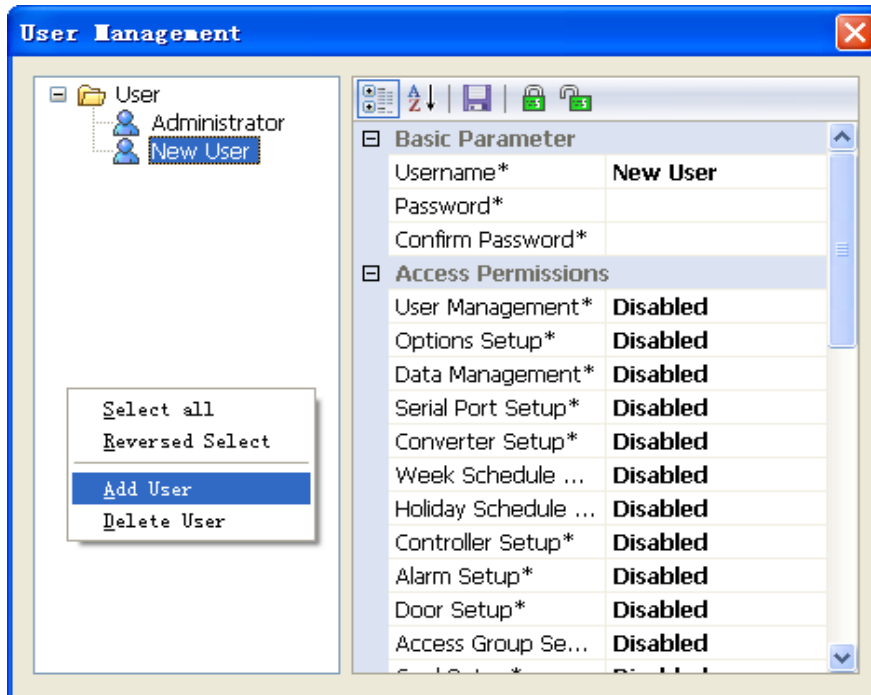 User Management
User
Administrator
New User
Select all
Reversed Select
Add User
Delete User
Basic Parameter
Username* New User
Password*
Confirm Password*
Access Permissions
User Management* Disabled
Options Setup* Disabled
Data Management* Disabled
Serial Port Setup* Disabled
Converter Setup* Disabled
Week Schedule ... Disabled
Holiday Schedule ... Disabled
Controller Setup* Disabled
Alarm Setup* Disabled
Door Setup* Disabled
Access Group Se... Disabled